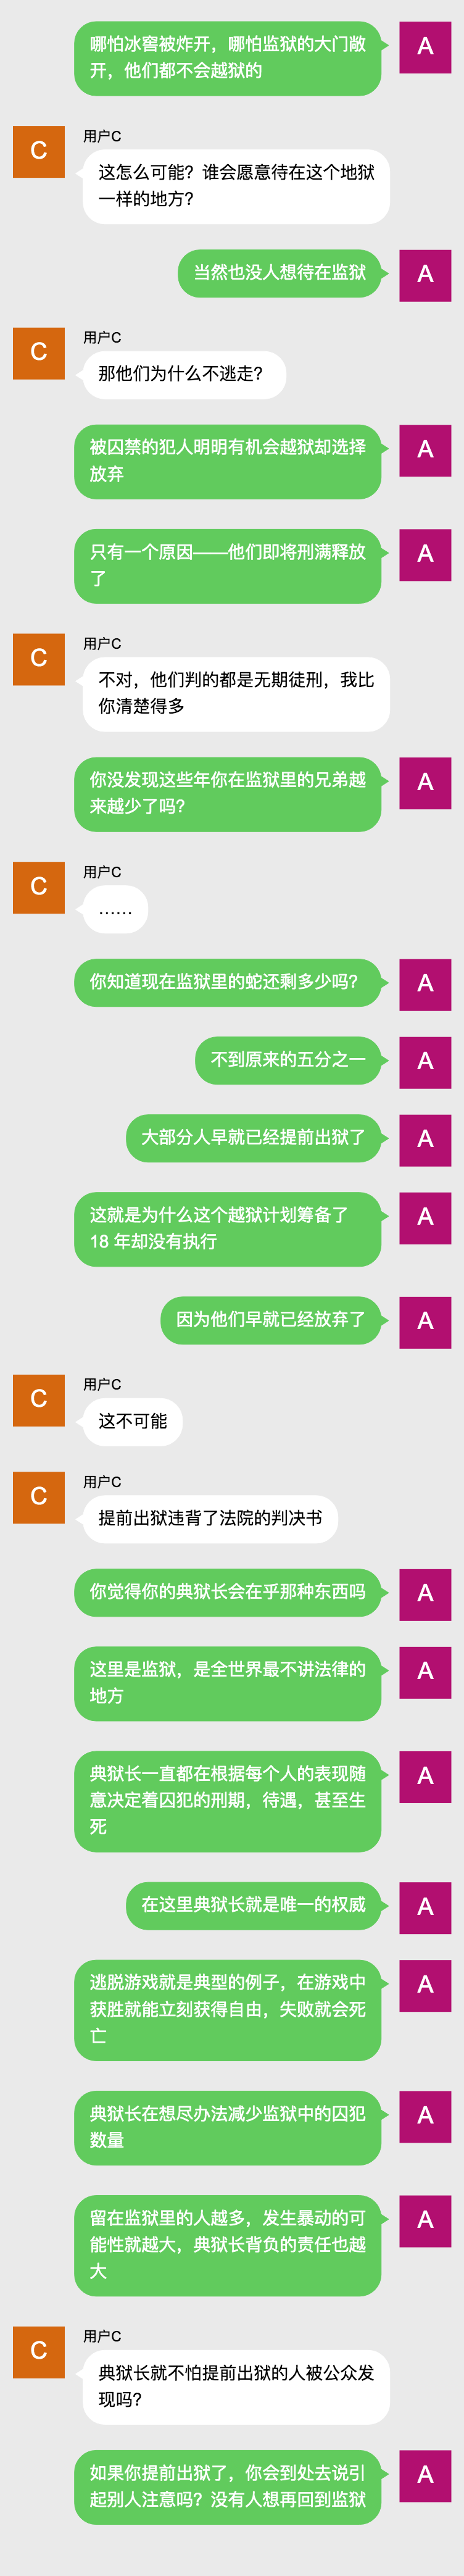 哪怕冰窖被炸开，哪怕监狱的大门敞
开，他们都不会越狱的
A
C
用户C
这怎么可能？谁会愿意待在这个地狱
一样的地方？
当然也没人想待在监狱
A
C
用户C
那他们为什么不逃走？
被囚禁的犯人明明有机会越狱却选择
放弃
A
只有一个原因——他们即将刑满释放
了
A
C
用户C
不对，他们判的都是无期徒刑，我比
你清楚得多
你没发现这些年你在监狱里的兄弟越
来越少了吗？
A
C
用户C
……
你知道现在监狱里的蛇还剩多少吗？
A
不到原来的五分之一
A
大部分人早就已经提前出狱了
A
这就是为什么这个越狱计划筹备了
18 年却没有执行
A
因为他们早就已经放弃了
A
C
用户C
这不可能
C
用户C
提前出狱违背了法院的判决书
你觉得你的典狱长会在乎那种东西吗
A
这里是监狱，是全世界最不讲法律的
地方
A
典狱长一直都在根据每个人的表现随
意决定着囚犯的刑期，待遇，甚至生
死
A
在这里典狱长就是唯一的权威
A
逃脱游戏就是典型的例子，在游戏中
获胜就能立刻获得自由，失败就会死
亡
A
典狱长在想尽办法减少监狱中的囚犯
数量
A
留在监狱里的人越多，发生暴动的可
能性就越大，典狱长背负的责任也越
大
A
C
用户C
典狱长就不怕提前出狱的人被公众发
现吗？
如果你提前出狱了，你会到处去说引
起别人注意吗？没有人想再回到监狱
A